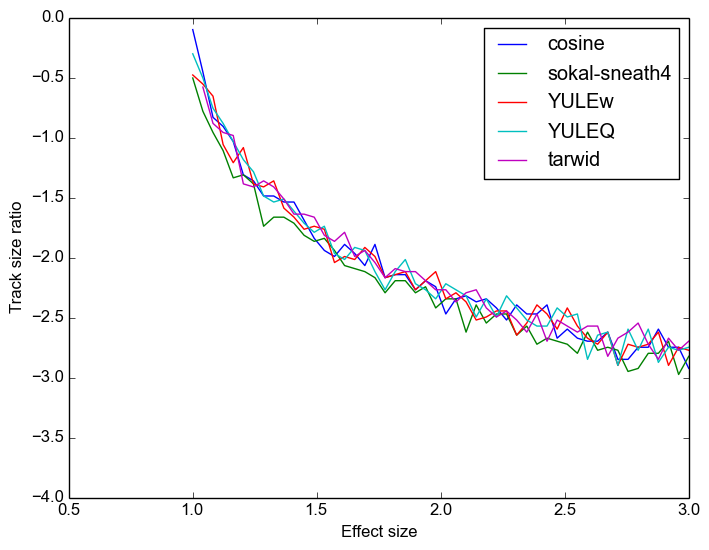 0.0
−0.5
−1.0
−1.5
−2.0
−2.5
−3.0
−3.5
−4.0
Track size ratio
cosine
sokal-sneath4
YULEw
YULEQ
tarwid
0.5 1.0 1.5 2.0 2.5 3.0
Effect size